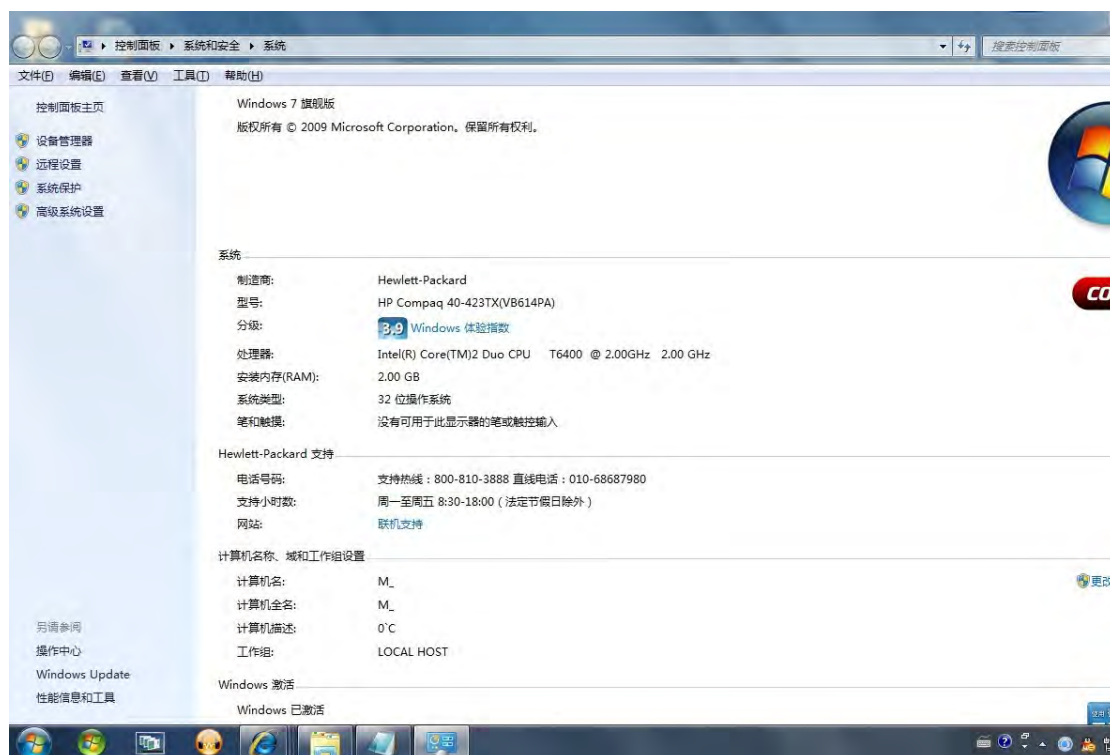 控制面板 ▸ 系统和安全 ▸ 系统
搜索控制面板
文件(F) 编辑(E) 查看(V) 工具(T) 帮助(H)
控制面板主页
设备管理器
远程设置
系统保护
高级系统设置
Windows 7 旗舰版
版权所有 © 2009 Microsoft Corporation。保留所有权利。
系统
制造商: Hewlett-Packard
型号: HP Compaq 40-423TX(VB614PA)
分级: 3.9 Windows 体验指数
处理器: Intel(R) Core(TM)2 Duo CPU T6400 @ 2.00GHz 2.00 GHz
安装内存(RAM): 2.00 GB
系统类型: 32 位操作系统
笔和触摸: 没有可用于此显示器的笔或触控输入
CO
Hewlett-Packard 支持
电话号码: 支持热线：800-810-3888 直线电话：010-68687980
支持小时数: 周一至周五 8:30-18:00（法定节假日除外）
网站: 联机支持
计算机名称、域和工作组设置
计算机名: M_
更改
计算机全名: M_
计算机描述: 0`C
工作组: LOCAL HOST
Windows 激活
Windows 已激活
另请参阅
操作中心
Windows Update
性能信息和工具